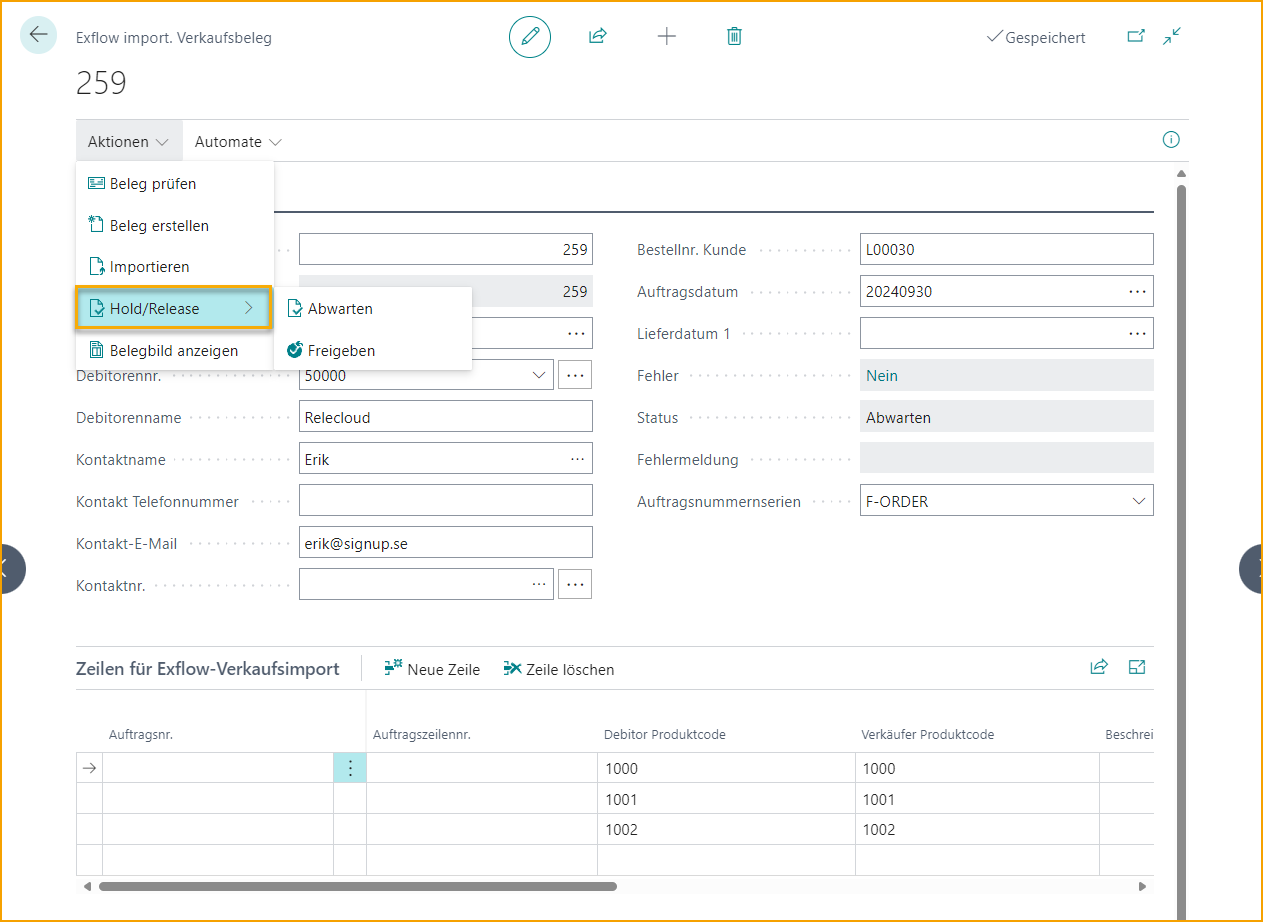 Exflow import. Verkaufsbeleg
Gespeichert
259
Aktionen
Automate
Beleg prüfen
Beleg erstellen
Importieren
Hold/Release
Belegbild anzeigen
Abwarten
Freigeben
259
259
Debitorennr.
50000
Debitorenname
Relecloud
Kontaktname
Erik
Kontakt Telefonnummer
Kontakt-E-Mail
erik@signup.se
Kontaktnr.
Bestellnr. Kunde
L00030
Auftragsdatum
20240930
Lieferdatum 1
Fehler
Nein
Status
Abwarten
Fehlermeldung
Auftragsnummernserien
F-ORDER
Zeilen für Exflow-Verkaufsimport
Neue Zeile
Zeile löschen
Auftragsnr.
Auftragszeilennr.
Debitor Produktcode
Verkäufer Produktcode
Beschrei
1000
1000
1001
1001
1002
1002